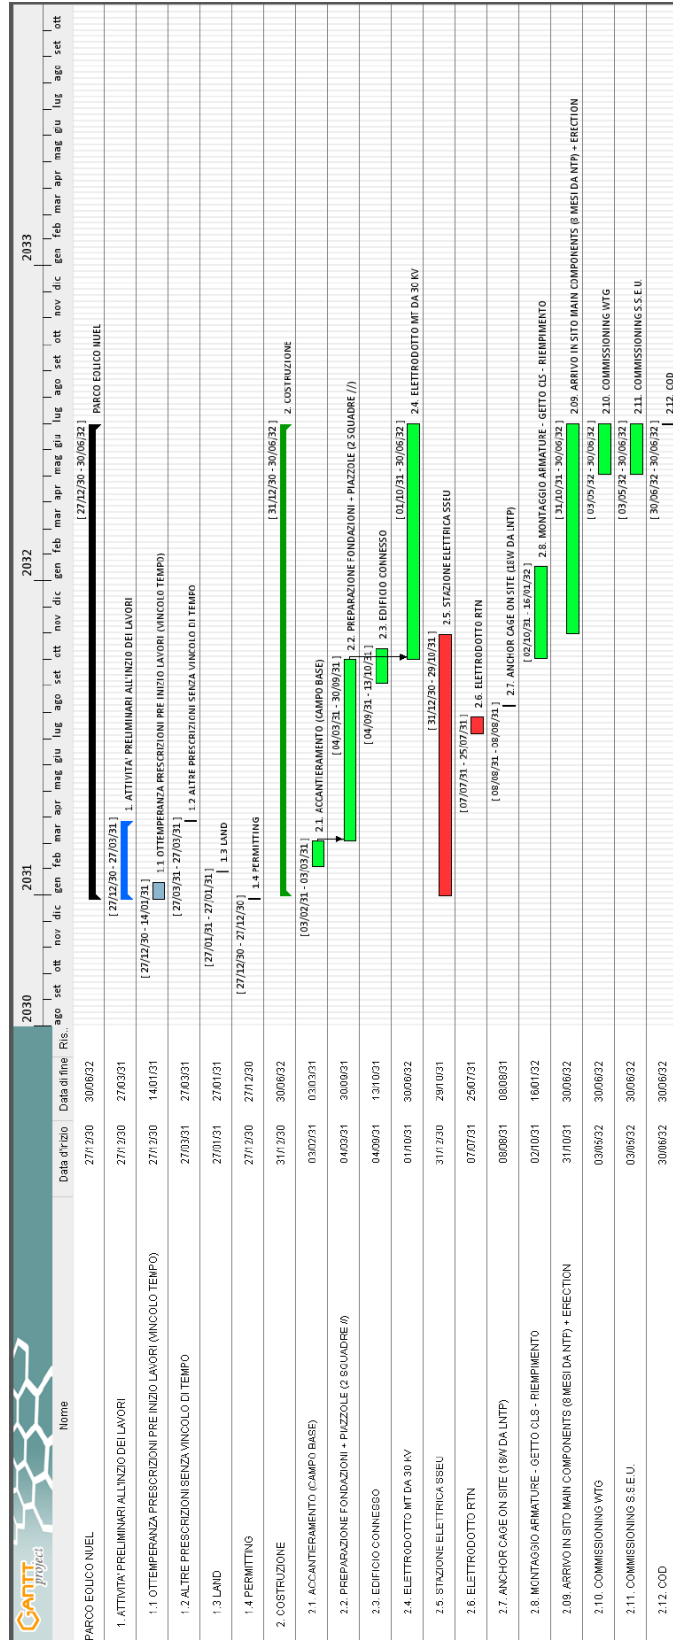 GANTT
project
2030
2031
2032
2033
Nome
Data d'inizio
Data di fine
Ris..
ago set ott nov dic gen feb mar apr mag giu lug ago set ott nov dic gen feb mar apr mag giu lug ago set ott nov dic gen feb mar apr mag giu lug ago set ott
PARCO EOLICO NUEL 27/12/30 30/06/32
[ 27/12/30 - 30/06/32 ] PARCO EOLICO NUEL
1. ATTIVITA' PRELIMINARI ALL'INZIO DEI LAVORI 27/12/30 27/03/31
[ 27/12/30 - 27/03/31 ] 1. ATTIVITA' PRELIMINARI ALL'INZIO DEI LAVORI
1.1 OTTEMPERANZA PRESCRIZIONI PRE INIZIO LAVORI (VINCOLO TEMPO) 27/12/30 14/01/31
[ 27/12/30 - 14/01/31 ] 1.1 OTTEMPERANZA PRESCRIZIONI PRE INIZIO LAVORI (VINCOLO TEMPO)
1.2 ALTRE PRESCRIZIONI SENZA VINCOLO DI TEMPO 27/03/31 27/03/31
[ 27/03/31 - 27/03/31 ] 1.2 ALTRE PRESCRIZIONI SENZA VINCOLO DI TEMPO
1.3 LAND 27/01/31 27/01/31
[ 27/01/31 - 27/01/31 ] 1.3 LAND
1.4 PERMITTING 27/12/30 27/12/30
[ 27/12/30 - 27/12/30 ] 1.4 PERMITTING
2. COSTRUZIONE 31/12/30 30/06/32
[ 31/12/30 - 30/06/32 ] 2. COSTRUZIONE
2.1. ACCANTIERAMENTO (CAMPO BASE) 03/02/31 03/03/31
[ 03/02/31 - 03/03/31 ] 2.1. ACCANTIERAMENTO (CAMPO BASE)
2.2. PREPARAZIONE FONDAZIONI + PIAZZOLE (2 SQUADRE //) 04/03/31 30/09/31
[ 04/03/31 - 30/09/31 ] 2.2. PREPARAZIONE FONDAZIONI + PIAZZOLE (2 SQUADRE //)
2.3. EDIFICIO CONNESSO 04/09/31 13/10/31
[ 04/09/31 - 13/10/31 ] 2.3. EDIFICIO CONNESSO
2.4. ELETTRODOTTO MT DA 30 KV 01/10/31 30/06/32
[ 01/10/31 - 30/06/32 ] 2.4. ELETTRODOTTO MT DA 30 KV
2.5. STAZIONE ELETTRICA SSEU 31/12/30 29/10/31
[ 31/12/30 - 29/10/31 ] 2.5. STAZIONE ELETTRICA SSEU
2.6. ELETTRODOTTO RTN 07/07/31 25/07/31
[ 07/07/31 - 25/07/31 ] 2.6. ELETTRODOTTO RTN
2.7. ANCHOR CAGE ON SITE (18W DA LNTP) 08/08/31 08/08/31
[ 08/08/31 - 08/08/31 ] 2.7. ANCHOR CAGE ON SITE (18W DA LNTP)
2.8. MONTAGGIO ARMATURE - GETTO CLS - RIEMPIMENTO 02/10/31 16/01/32
[ 02/10/31 - 16/01/32 ] 2.8. MONTAGGIO ARMATURE - GETTO CLS - RIEMPIMENTO
2.09. ARRIVO IN SITO MAIN COMPONENTS (8 MESI DA NTP) + ERECTION 31/10/31 30/06/32
[ 31/10/31 - 30/06/32 ] 2.09. ARRIVO IN SITO MAIN COMPONENTS (8 MESI DA NTP) + ERECTION
2.10. COMMISSIONING WTG 03/05/32 30/06/32
[ 03/05/32 - 30/06/32 ] 2.10. COMMISSIONING WTG
2.11. COMMISSIONING S.S.E.U. 03/05/32 30/06/32
[ 03/05/32 - 30/06/32 ] 2.11. COMMISSIONING S.S.E.U.
2.12. COD 30/06/32 30/06/32
[ 30/06/32 - 30/06/32 ] 2.12. COD